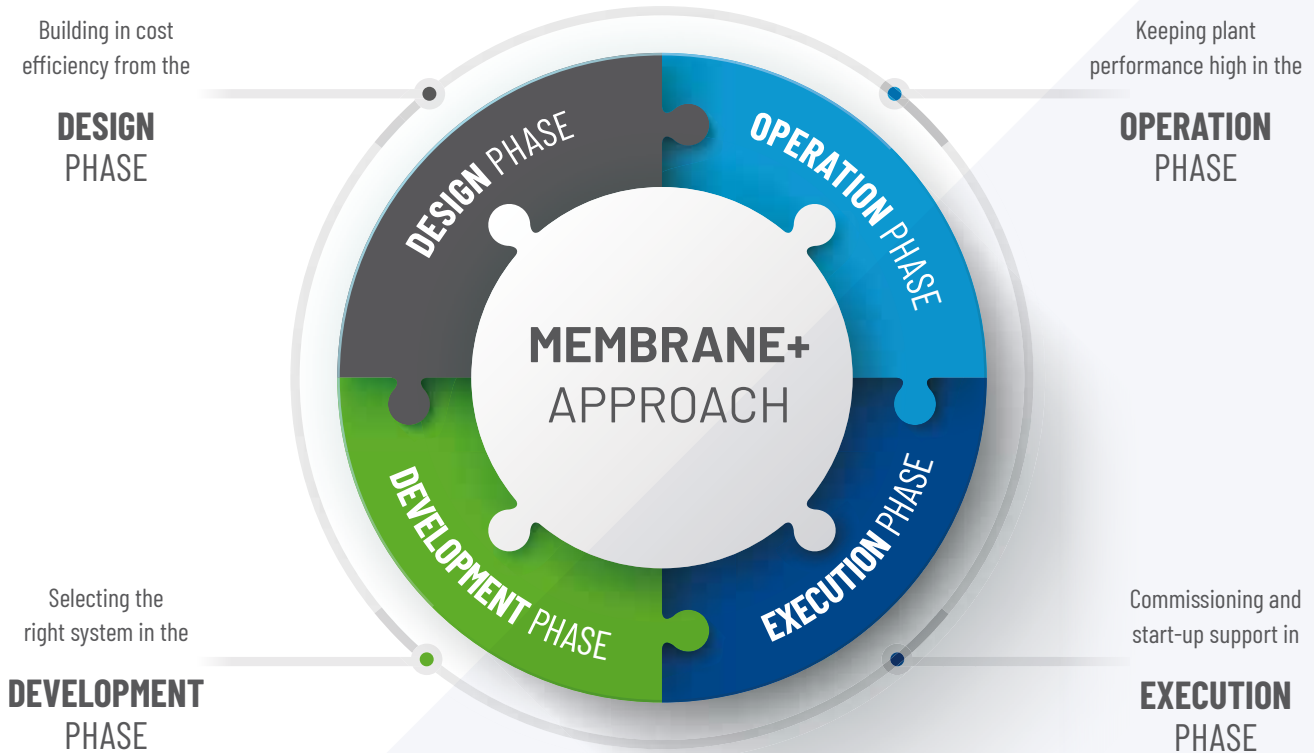 Building in cost
efficiency from the
DESIGN
PHASE
Keeping plant
performance high in the
OPERATION
PHASE
DESIGN PHASE
OPERATION PHASE
MEMBRANE+
APPROACH
DEVELOPMENT PHASE
EXECUTION PHASE
Selecting the
right system in the
DEVELOPMENT
PHASE
Commissioning and
start-up support in
EXECUTION
PHASE